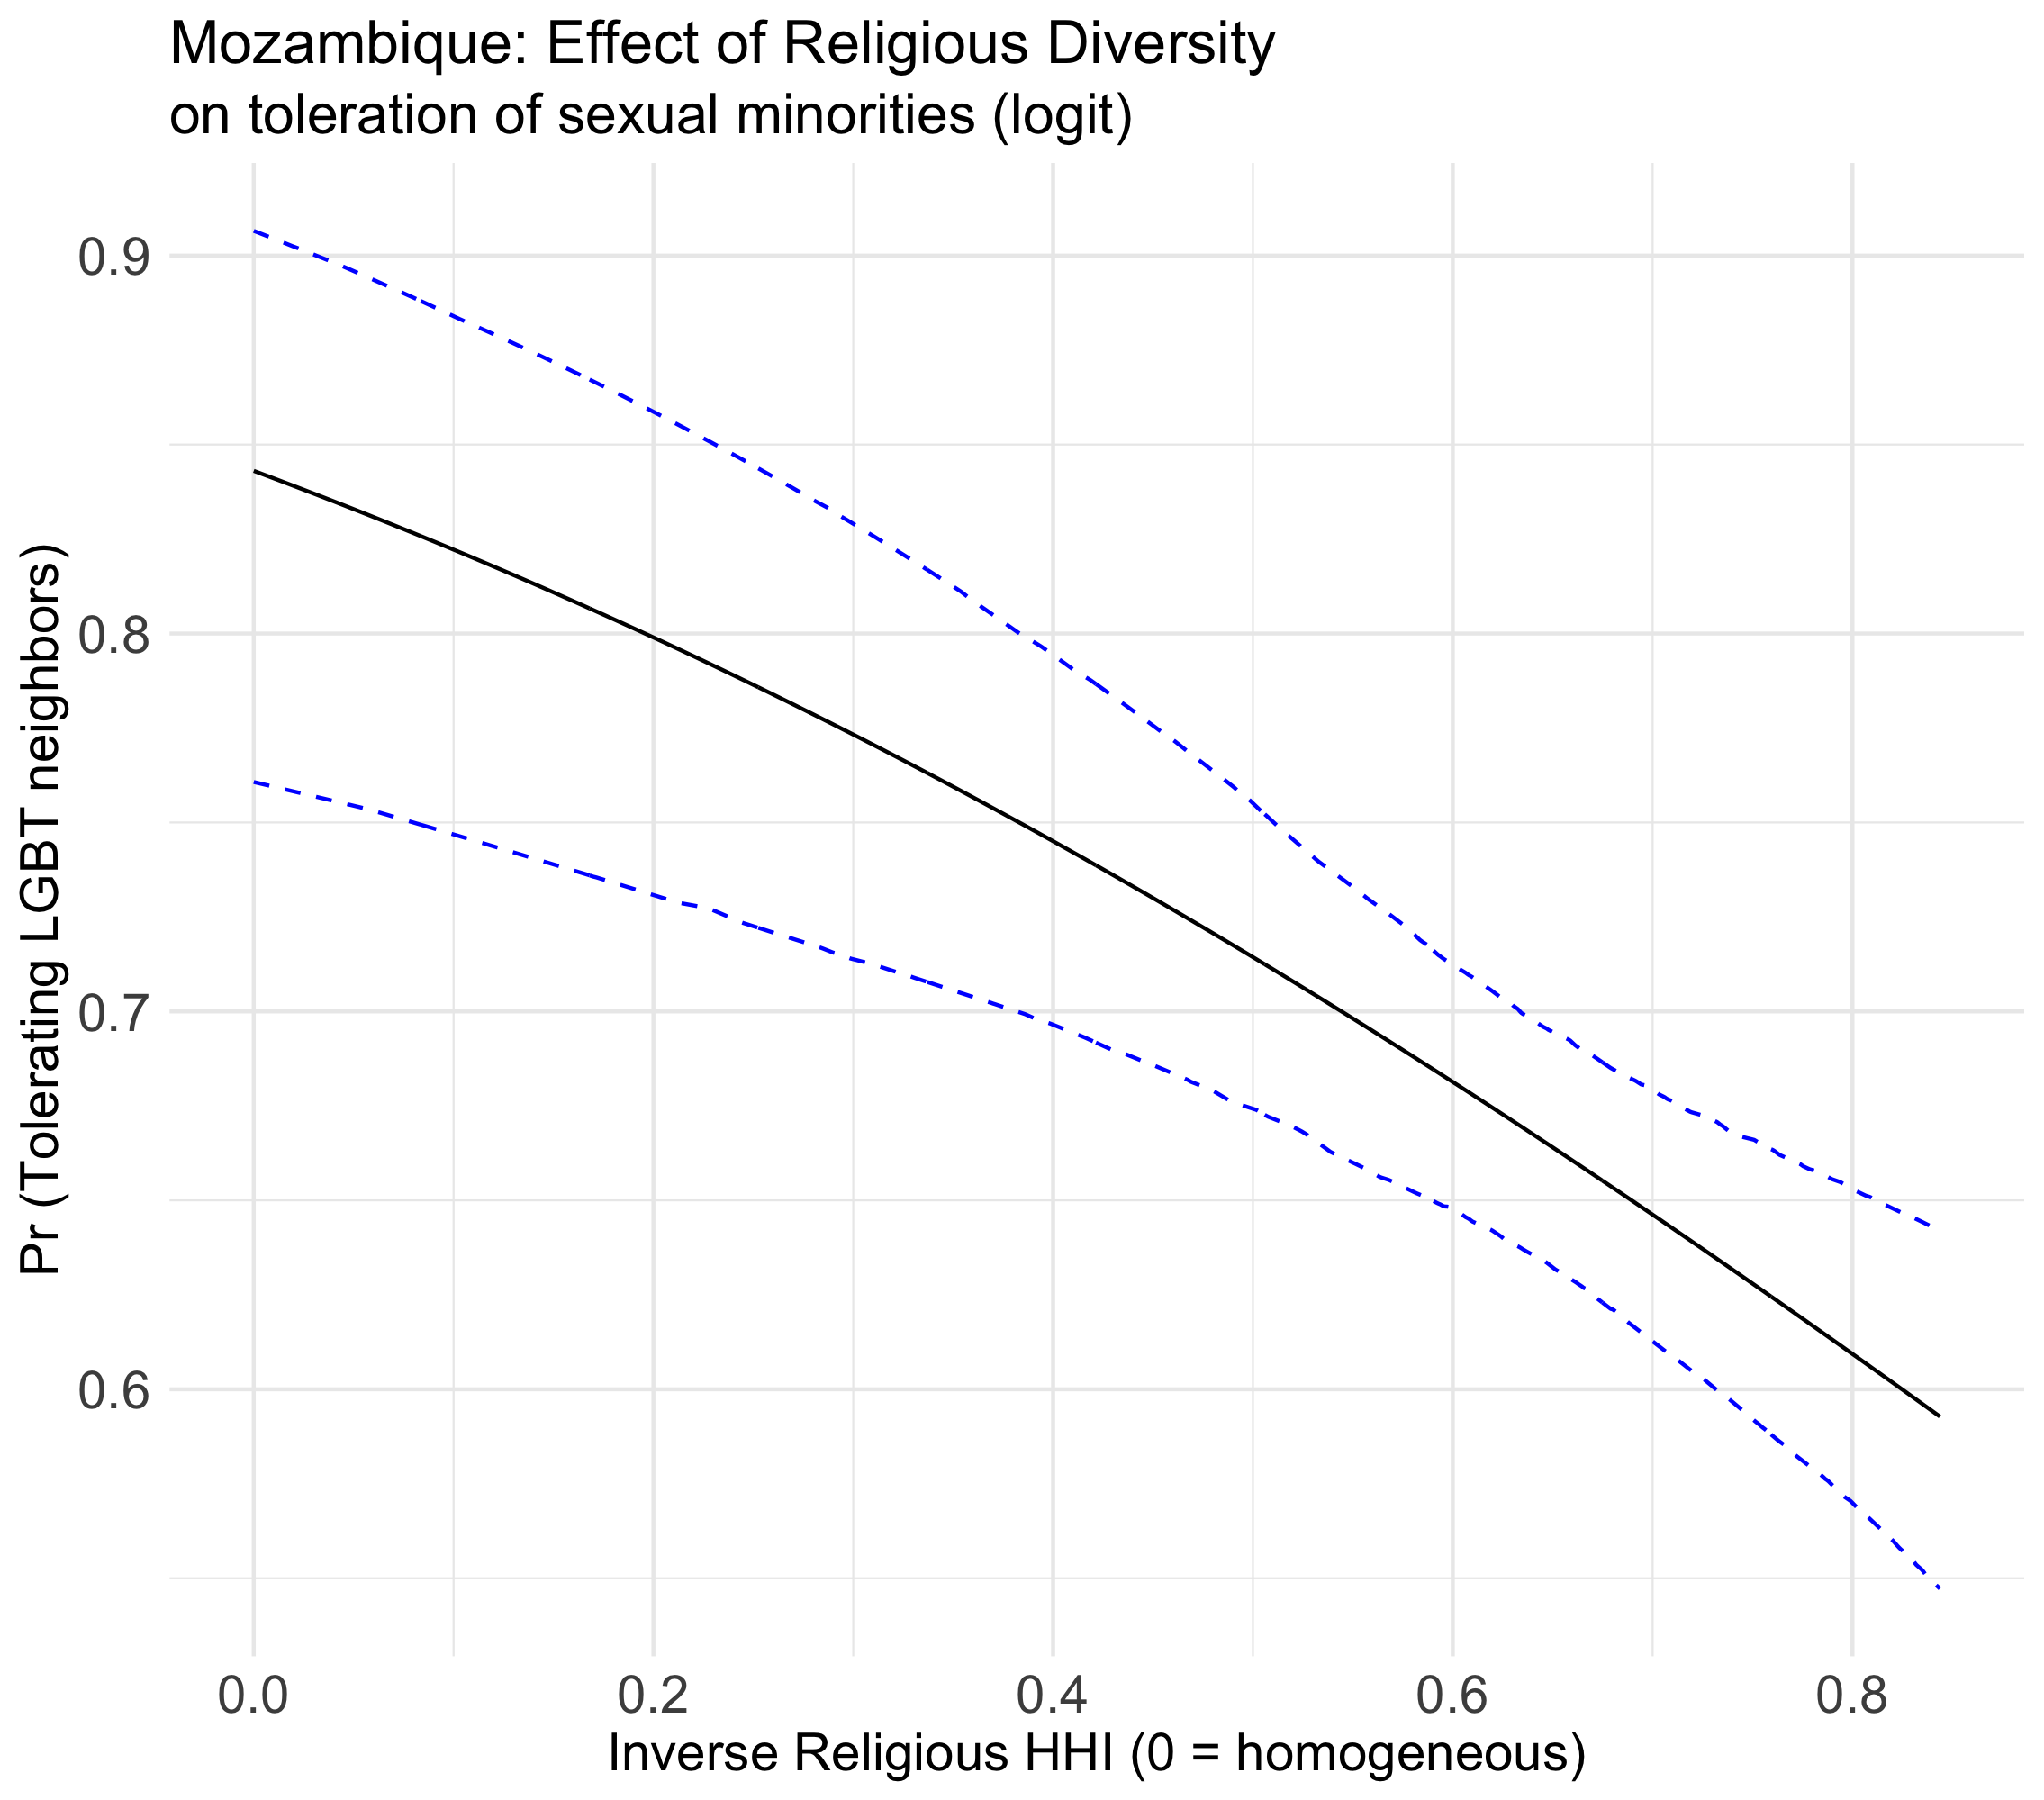 Mozambique: Effect of Religious Diversity
on toleration of sexual minorities (logit)
Pr (Tolerating LGBT neighbors)
0.9
0.8
0.7
0.6
0.0 0.2 0.4 0.6 0.8
Inverse Religious HHI (0 = homogeneous)